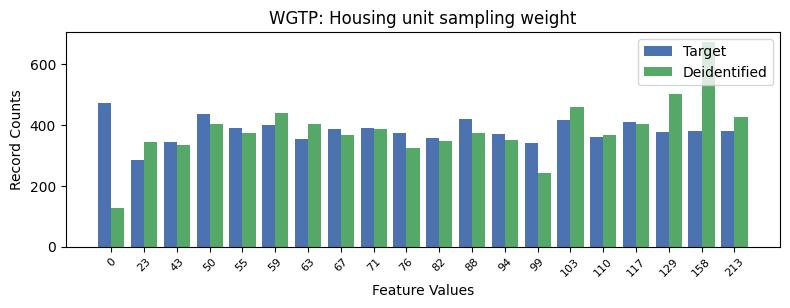 WGTP: Housing unit sampling weight
Target
Deidentified
Record Counts
600
400
200
0
0 23 43 50 55 59 63 67 71 76 82 88 94 99 103 110 117 129 158 213
Feature Values